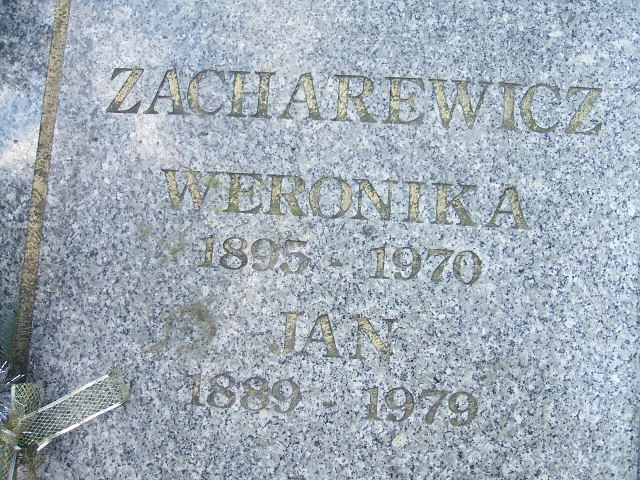 ZACHAREWICZ
WERONIKA
1895 - 1970
JAN
1889 - 1979